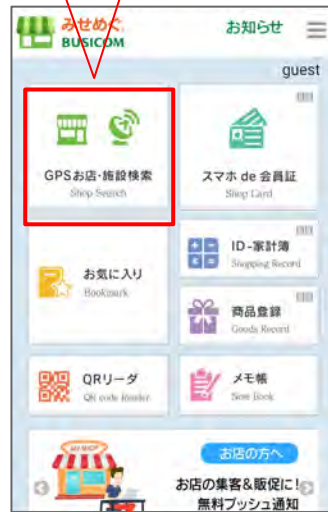 みせめぐ
BUSICOM
お知らせ
guest
GPSお店・施設検索
Shop Search
スマホ de 会員証
Shop Card
お気に入り
Bookmark
ID-家計簿
Shopping Record
商品登録
Goods Record
QRリーダ
QR code Reader
メモ帳
Note Book
MY SHOP
お店の方へ
お店の集客&販促に!
無料プッシュ通知